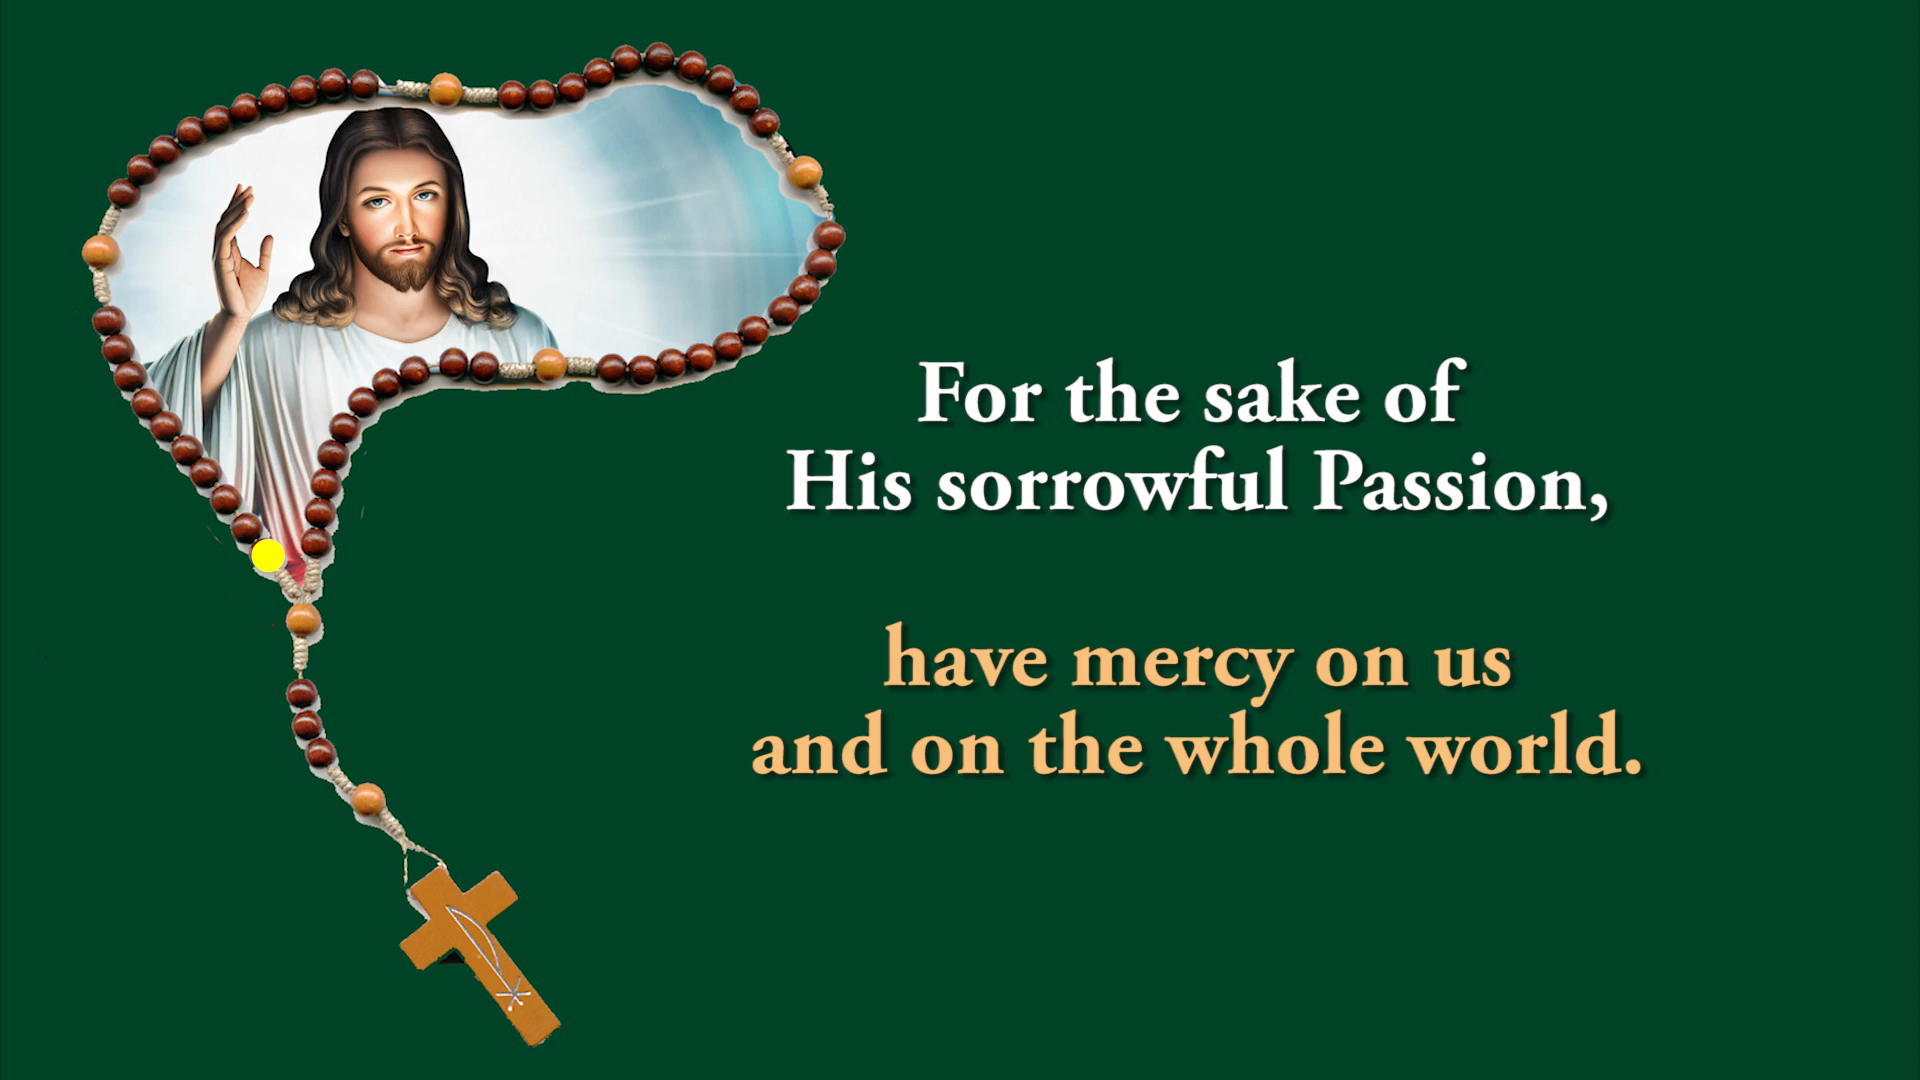 For the sake of
His sorrowful Passion,
have mercy on us
and on the whole world.